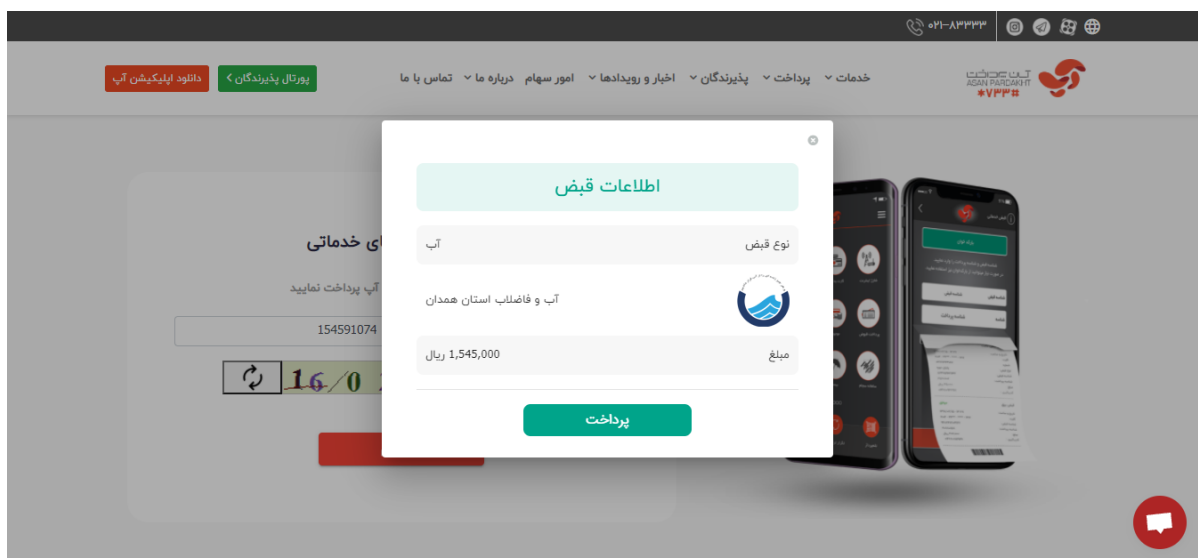 ۰۲۱-۸۳۳۳۳
آسان پرداخت
ASAN PARDAKHT
*۷۳۳#
خدمات
پرداخت
پذیرندگان
اخبار و رویدادها
امور سهام
درباره ما
تماس با ما
پورتال پذیرندگان
دانلود اپلیکیشن آپ
اطلاعات قبض
نوع قبض
آب
آب و فاضلاب استان همدان
مبلغ
1,545,000 ریال
پرداخت
ی خدماتی
آپ پرداخت نمایید
154591074